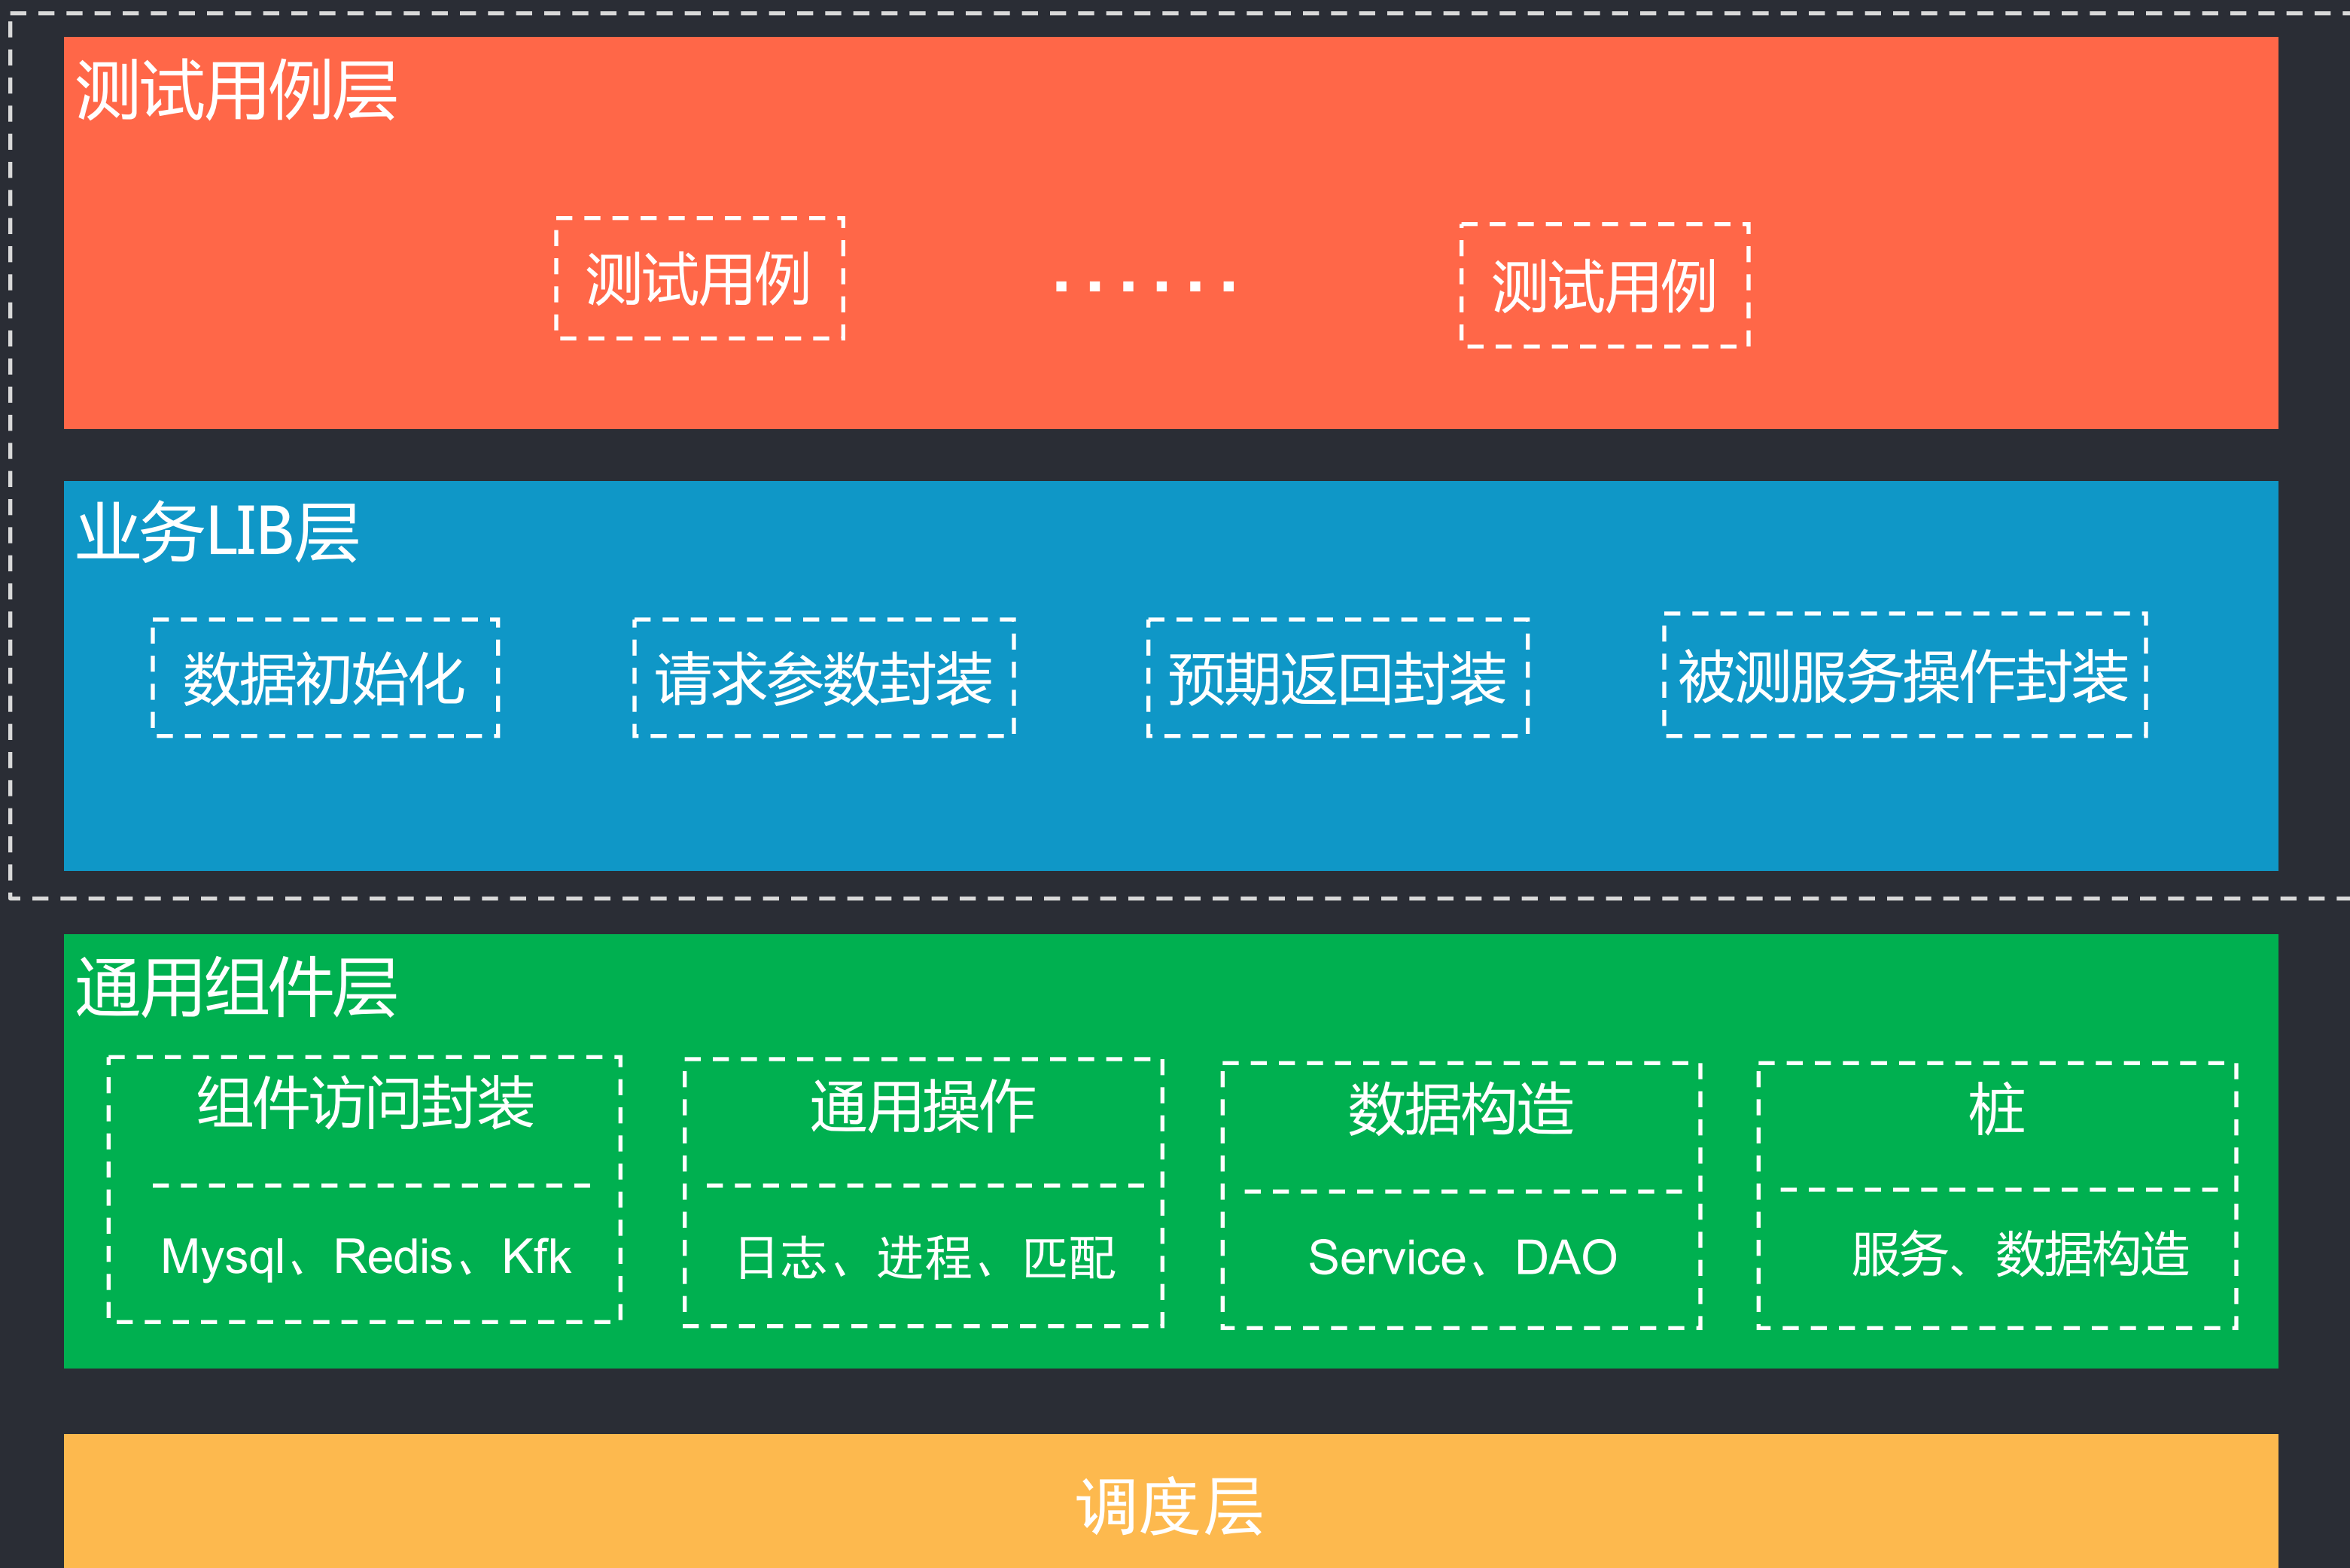 测试用例层
测试用例
······
测试用例
业务LIB层
数据初始化
请求参数封装
预期返回封装
被测服务操作封装
通用组件层
组件访问封装
Mysql、Redis、Kfk
通用操作
日志、进程、匹配
数据构造
Service、DAO
桩
服务、数据构造
调度层